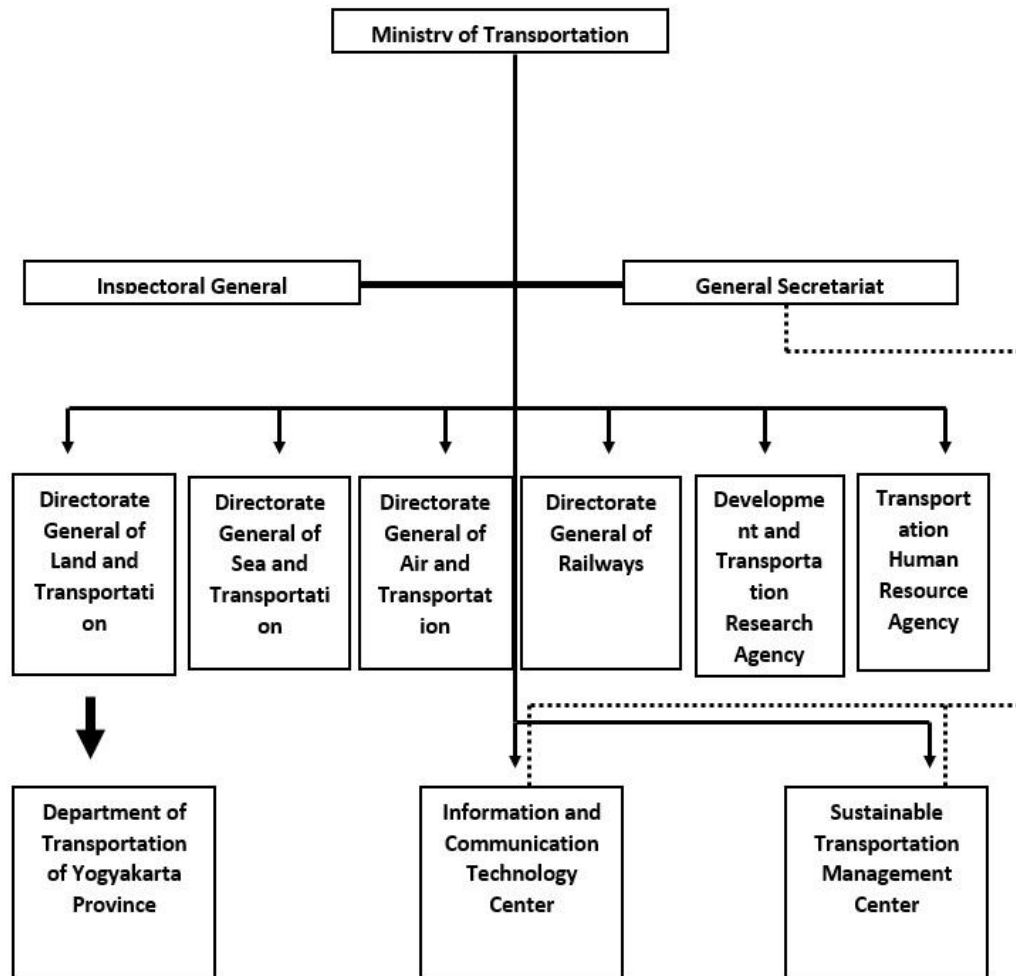 Ministry of Transportation
Inspectoral General
General Secretariat
Directorate
General of
Land and
Transportati
on
Directorate
General of
Sea and
Transportati
on
Directorate
General of
Air and
Transportat
ion
Directorate
General of
Railways
Developme
nt and
Transporta
tion
Research
Agency
Transport
ation
Human
Resource
Agency
Department of
Transportation
of Yogyakarta
Province
Information and
Communication
Technology
Center
Sustainable
Transportation
Management
Center